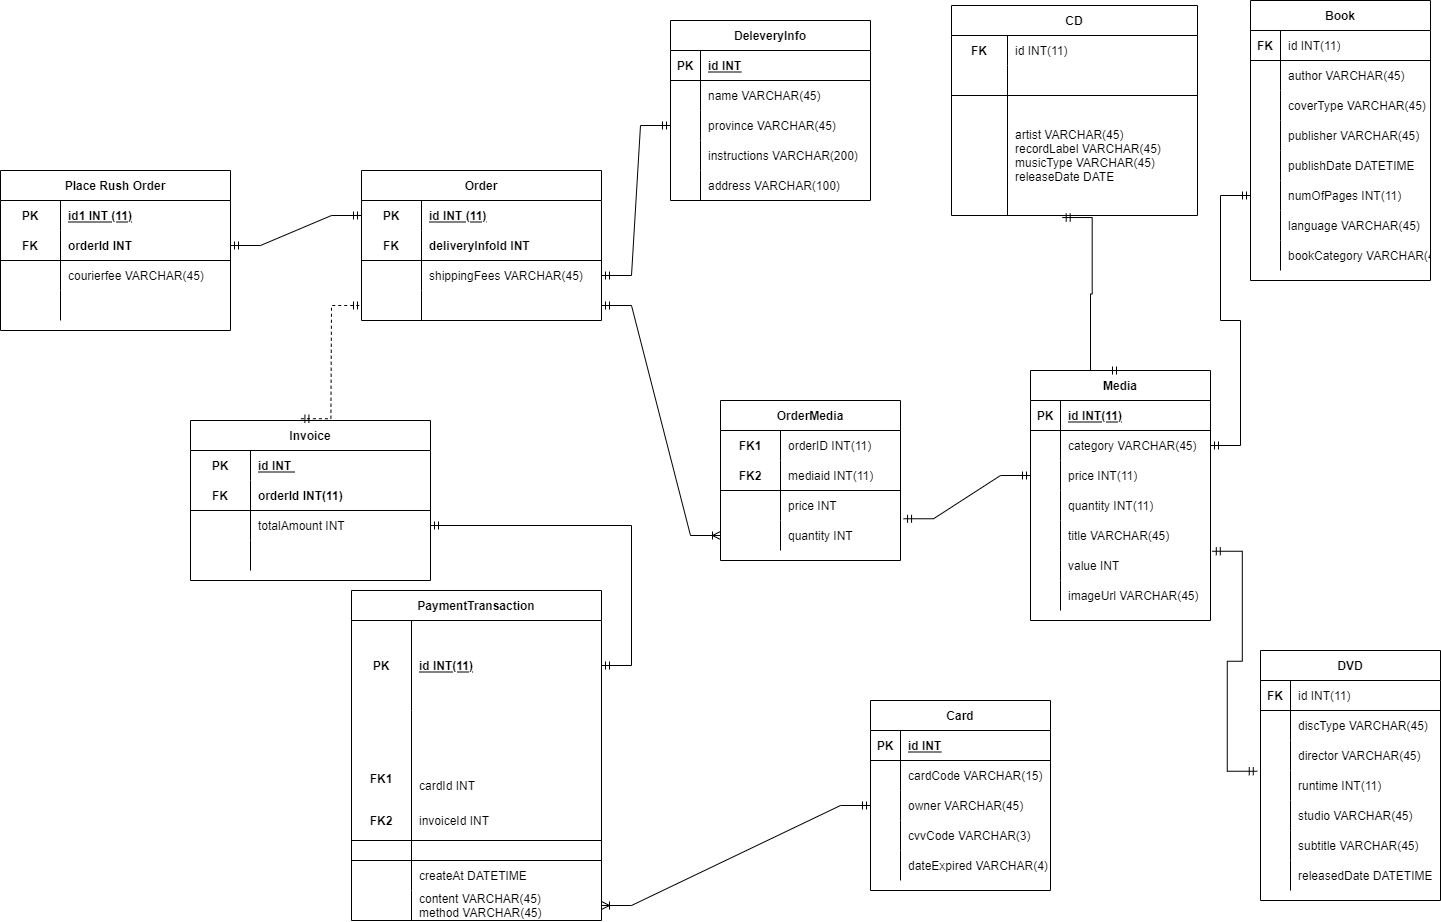 DeleveryInfo
PK id INT
name VARCHAR(45)
province VARCHAR(45)
instructions VARCHAR(200)
address VARCHAR(100)
CD
FK id INT(11)
artist VARCHAR(45)
recordLabel VARCHAR(45)
musicType VARCHAR(45)
releaseDate DATE
Book
FK id INT(11)
author VARCHAR(45)
coverType VARCHAR(45)
publisher VARCHAR(45)
publishDate DATETIME
numOfPages INT(11)
language VARCHAR(45)
bookCategory VARCHAR(
Place Rush Order
PK id1 INT (11)
FK orderId INT
courierfee VARCHAR(45)
Order
PK id INT (11)
FK deliveryInfoId INT
shippingFees VARCHAR(45)
Invoice
PK id INT
FK orderId INT(11)
totalAmount INT
OrderMedia
FK1 orderID INT(11)
FK2 mediaid INT(11)
price INT
quantity INT
Media
PK id INT(11)
category VARCHAR(45)
price INT(11)
quantity INT(11)
title VARCHAR(45)
value INT
imageUrl VARCHAR(45)
PaymentTransaction
PK id INT(11)
FK1 cardId INT
FK2 invoiceId INT
createAt DATETIME
content VARCHAR(45)
method VARCHAR(45)
Card
PK id INT
cardCode VARCHAR(15)
owner VARCHAR(45)
cvvCode VARCHAR(3)
dateExpired VARCHAR(4)
DVD
FK id INT(11)
discType VARCHAR(45)
director VARCHAR(45)
runtime INT(11)
studio VARCHAR(45)
subtitle VARCHAR(45)
releasedDate DATETIME